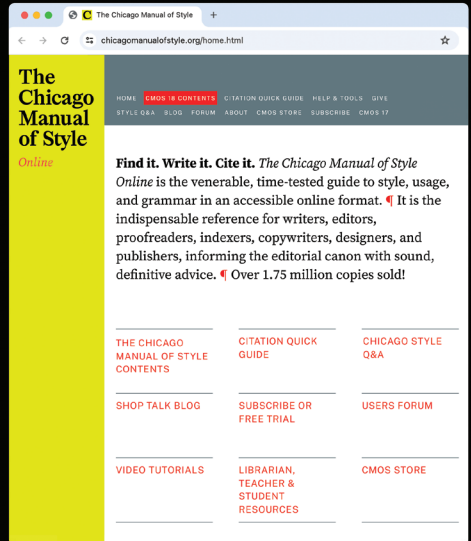 The Chicago Manual of Style
chicagomanualofstyle.org/home.html
The
Chicago
Manual
of Style
Online
HOME CMOS 18 CONTENTS CITATION QUICK GUIDE HELP & TOOLS GIVE
STYLE Q&A BLOG FORUM ABOUT CMOS STORE SUBSCRIBE CMOS 17
Find it. Write it. Cite it. The Chicago Manual of Style
Online is the venerable, time-tested guide to style, usage,
and grammar in an accessible online format. ¶ It is the
indispensable reference for writers, editors,
proofreaders, indexers, copywriters, designers, and
publishers, informing the editorial canon with sound,
definitive advice. ¶ Over 1.75 million copies sold!
THE CHICAGO
MANUAL OF STYLE
CONTENTS
CITATION QUICK
GUIDE
CHICAGO STYLE
Q&A
SHOP TALK BLOG
SUBSCRIBE OR
FREE TRIAL
USERS FORUM
VIDEO TUTORIALS
LIBRARIAN,
TEACHER &
STUDENT
RESOURCES
CMOS STORE